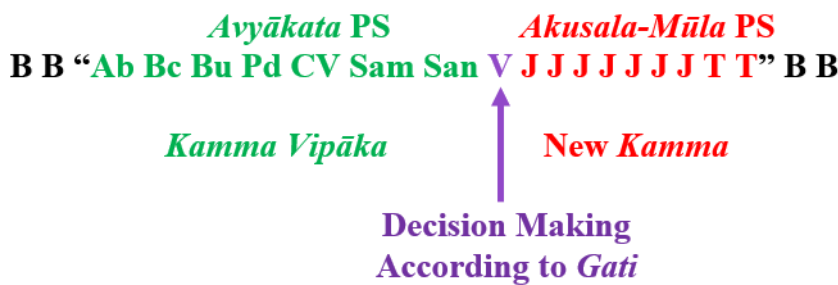 Avyākata PS Akusala-Mūla PS
B B “Ab Bc Bu Pd CV Sam San V J J J J J J J T T” B B
Kamma Vipāka New Kamma
Decision Making
According to Gati